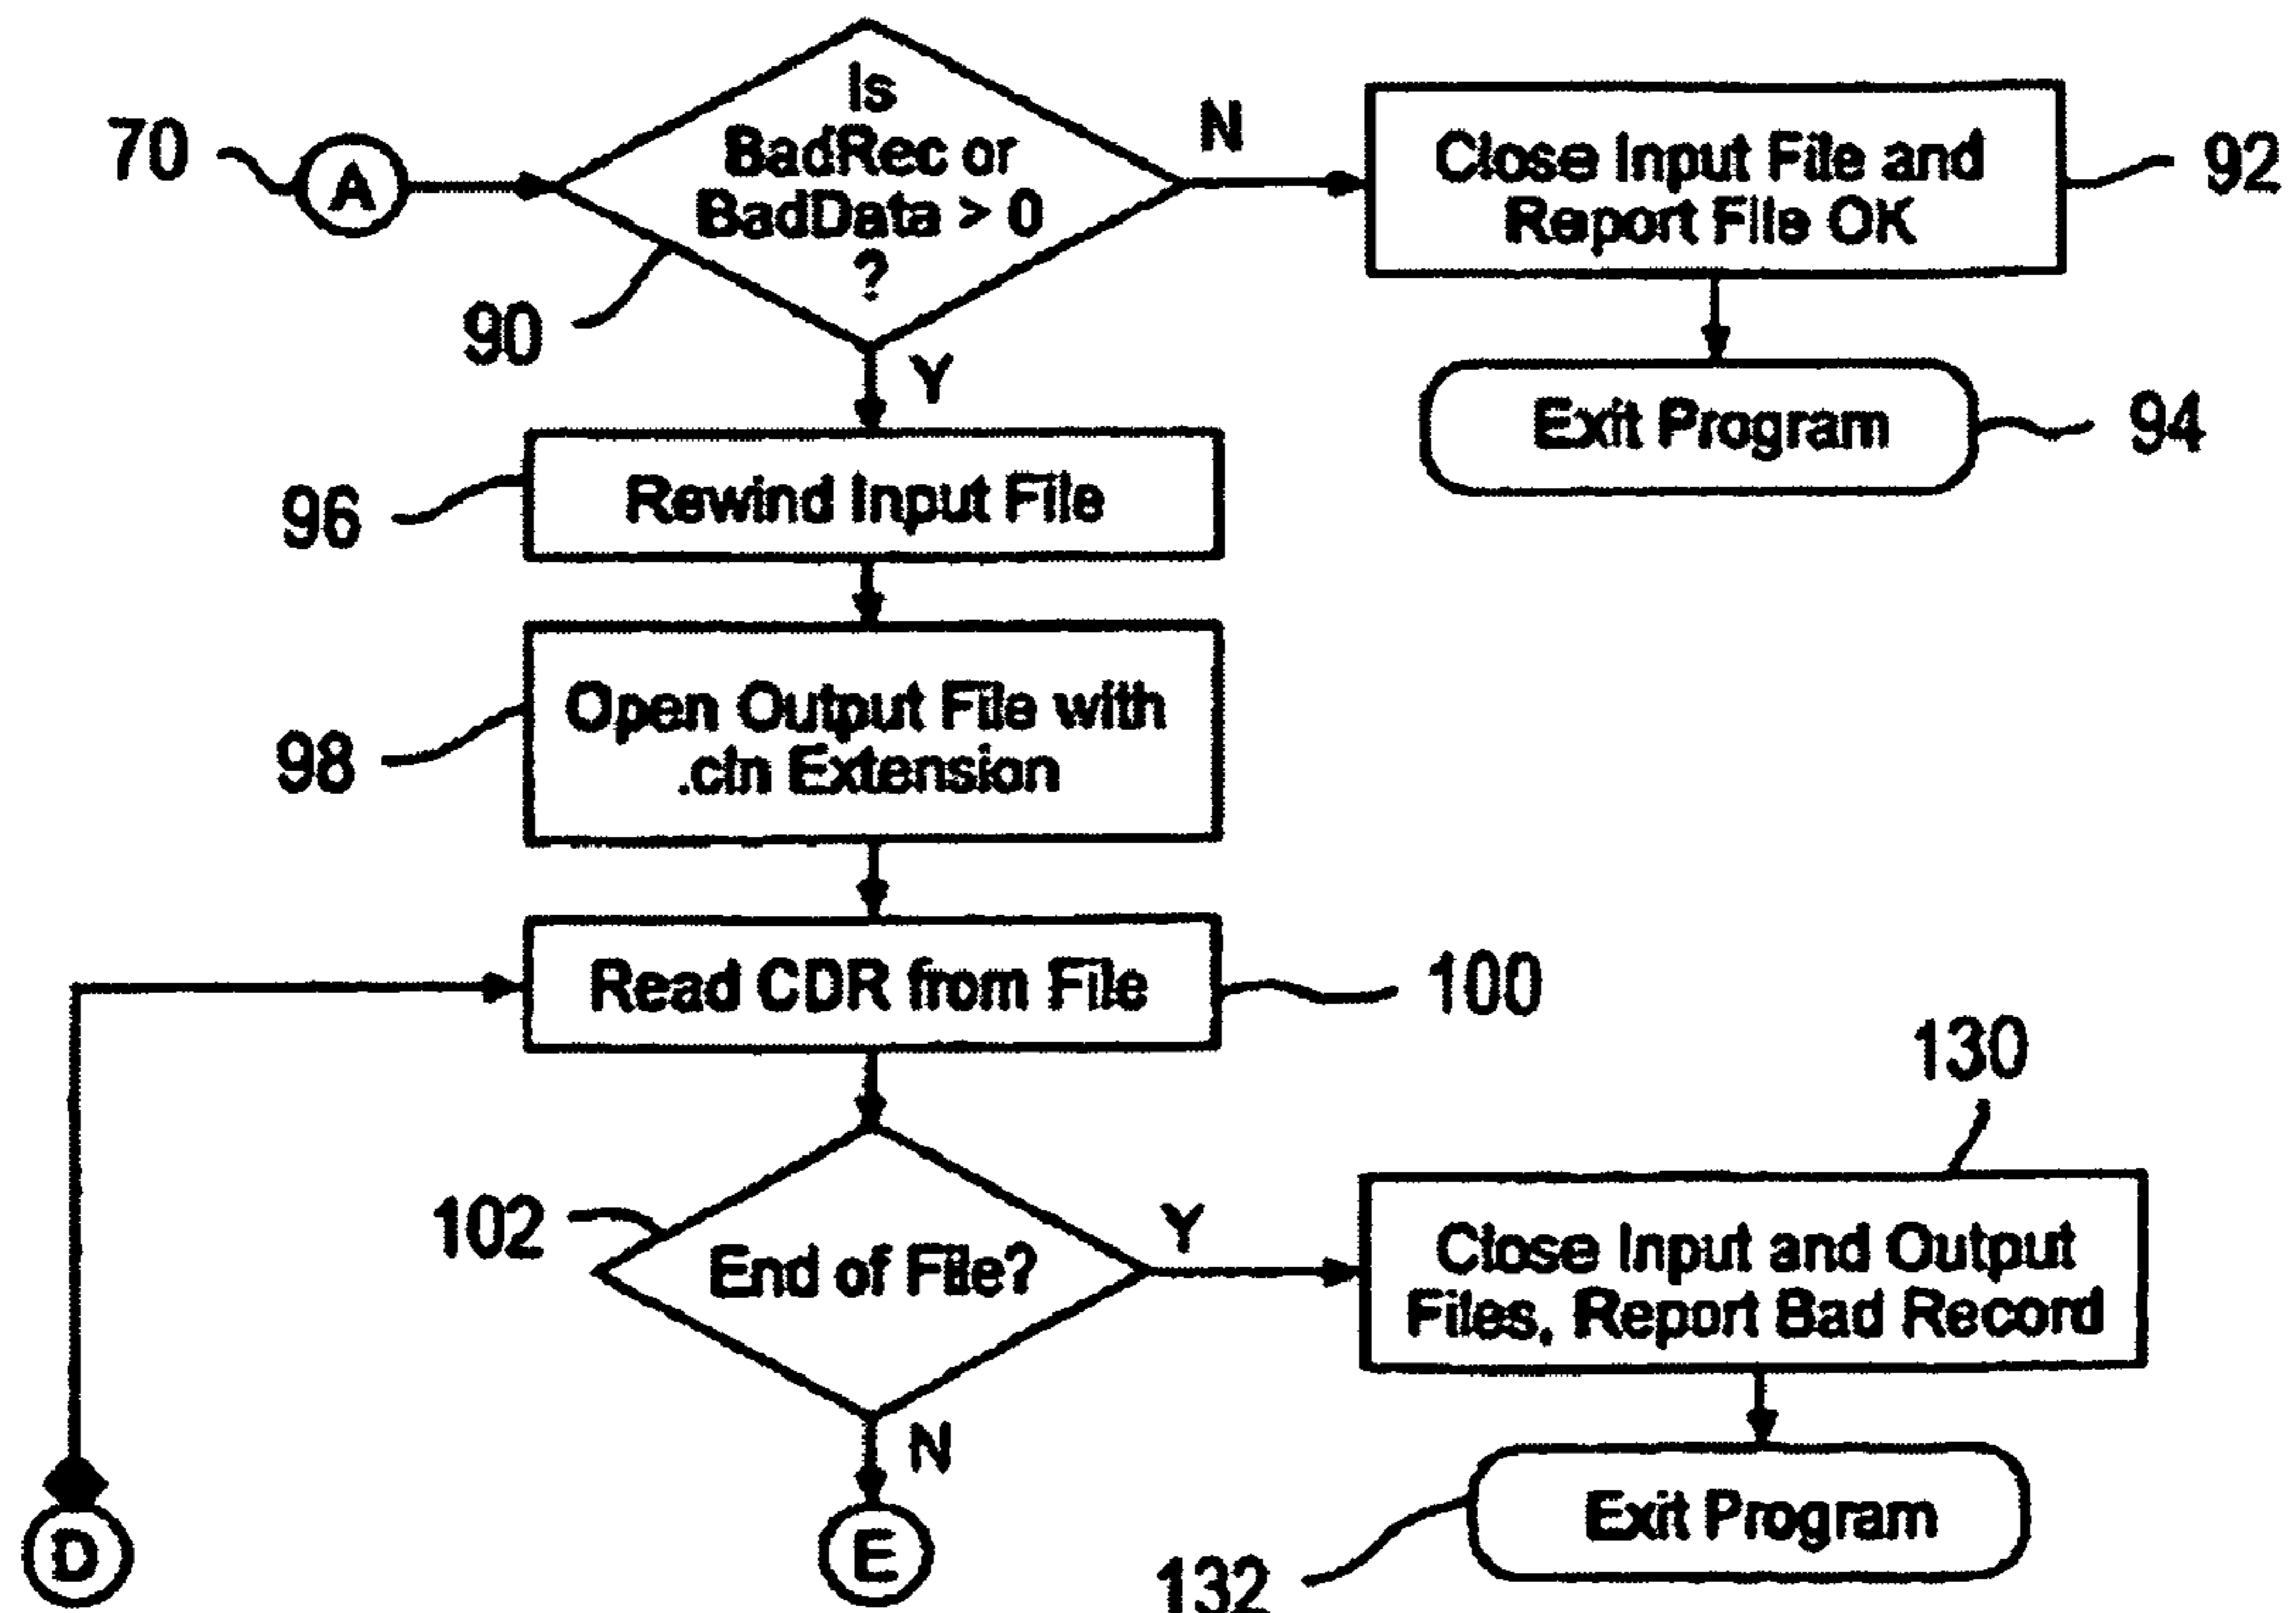 Is
BadRec or
BadData > 0
?
N
Close Input File and
Report File OK
92
70
A
90
Y
Exit Program
94
96
Rewind Input File
98
Open Output File with
.cln Extension
Read CDR from File
100
130
102
End of File?
Y
Close Input and Output
Files, Report Bad Record
N
D
E
Exit Program
132